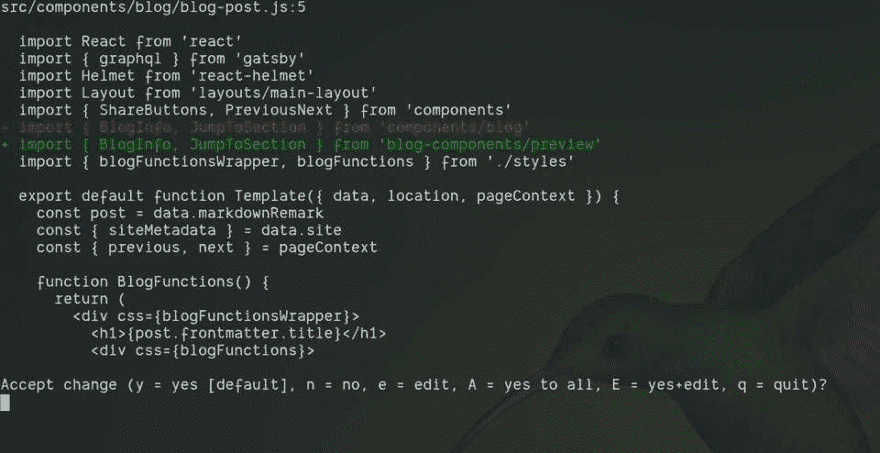 src/components/blog/blog-post.js:5
import React from 'react'
import { graphql } from 'gatsby'
import Helmet from 'react-helmet'
import Layout from 'layouts/main-layout'
import { ShareButtons, PreviousNext } from 'components'
- import { BlogInfo, JumpToSection } from 'components/blog'
+ import { BlogInfo, JumpToSection } from 'blog-components/preview'
import { blogFunctionsWrapper, blogFunctions } from './styles'
export default function Template({ data, location, pageContext }) {
const post = data.markdownRemark
const { siteMetadata } = data.site
const { previous, next } = pageContext
function BlogFunctions() {
return (
<div css={blogFunctionsWrapper}>
<h1>{post.frontmatter.title}</h1>
<div css={blogFunctions}>
Accept change (y = yes [default], n = no, e = edit, A = yes to all, E = yes+edit, q = quit)?